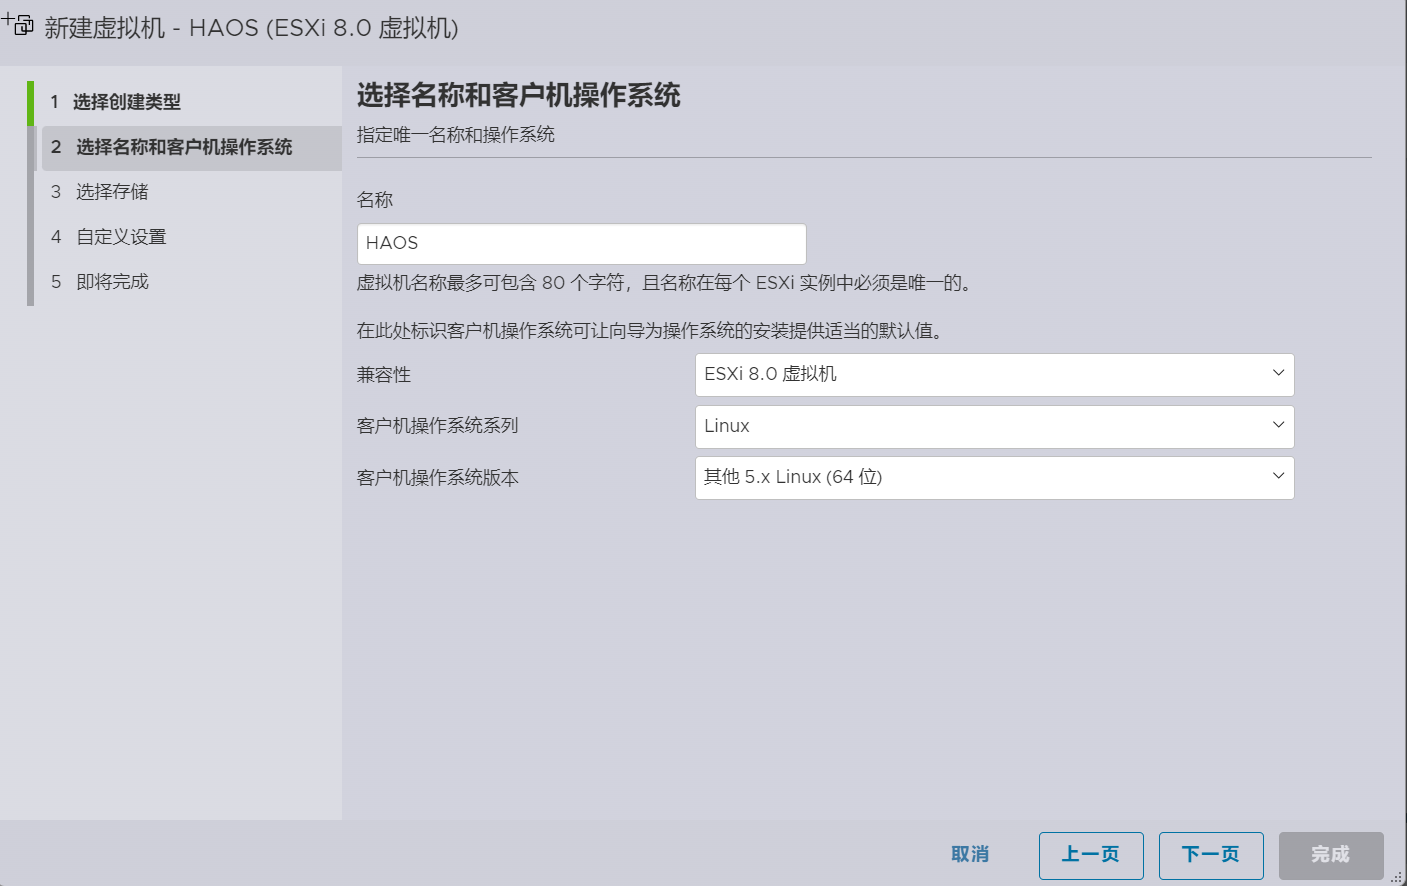 新建虚拟机 - HAOS (ESXi 8.0 虚拟机)
1 选择创建类型
2 选择名称和客户机操作系统
3 选择存储
4 自定义设置
5 即将完成
选择名称和客户机操作系统
指定唯一名称和操作系统
名称
HAOS
虚拟机名称最多可包含 80 个字符，且名称在每个 ESXi 实例中必须是唯一的。
在此处标识客户机操作系统可让向导为操作系统的安装提供适当的默认值。
兼容性 ESXi 8.0 虚拟机
客户机操作系统系列 Linux
客户机操作系统版本 其他 5.x Linux (64 位)
取消 上一页 下一页 完成